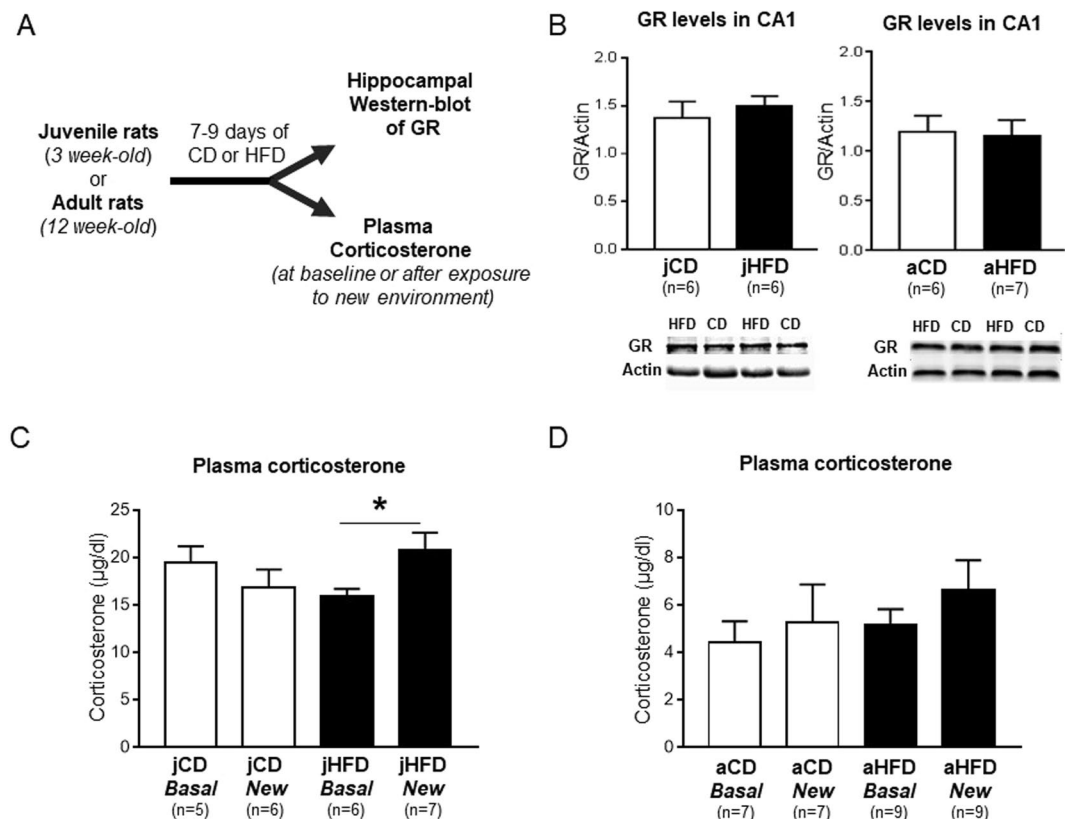 A
Juvenile rats
(3 week-old)
or
Adult rats
(12 week-old)
7-9 days of
CD or HFD
Hippocampal
Western-blot
of GR
Plasma
Corticosterone
(at baseline or after exposure
to new environment)
B
GR levels in CA1
GR/Actin
2.0
1.5
1.0
0.5
0.0
jCD
(n=6)
jHFD
(n=6)
HFD CD HFD CD
GR
Actin
GR levels in CA1
GR/Actin
2.0
1.5
1.0
0.5
0.0
aCD
(n=6)
aHFD
(n=7)
HFD CD HFD CD
GR
Actin
C
Plasma corticosterone
Corticosterone (µg/dl)
25
20
15
10
5
0
*
jCD
Basal
(n=5)
jCD
New
(n=6)
jHFD
Basal
(n=6)
jHFD
New
(n=7)
D
Plasma corticosterone
Corticosterone (µg/dl)
10
8
6
4
2
0
aCD
Basal
(n=7)
aCD
New
(n=7)
aHFD
Basal
(n=9)
aHFD
New
(n=9)